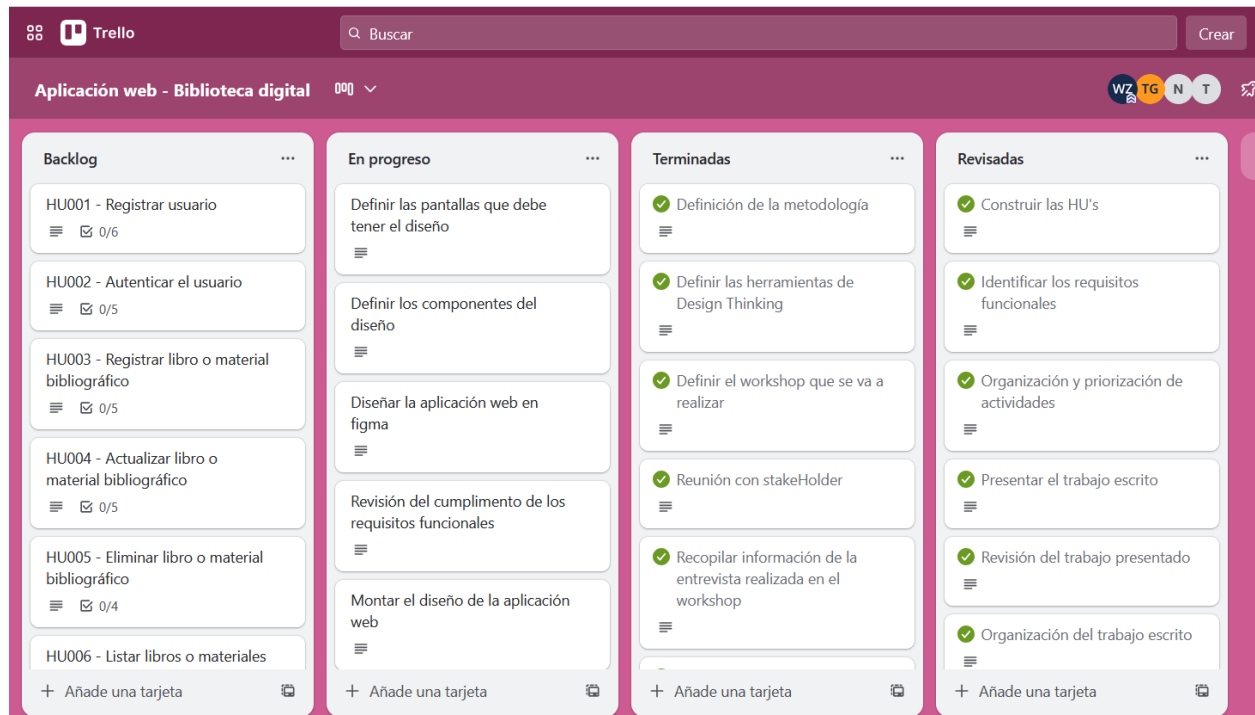 Trello
Buscar
Crear
Aplicación web - Biblioteca digital
WZ
TG
N
T
Backlog
HU001 - Registrar usuario
0/6
HU002 - Autenticar el usuario
0/5
HU003 - Registrar libro o material
bibliográfico
0/5
HU004 - Actualizar libro o
material bibliográfico
0/5
HU005 - Eliminar libro o material
bibliográfico
0/4
HU006 - Listar libros o materiales
Añade una tarjeta
En progreso
Definir las pantallas que debe
tener el diseño
Definir los componentes del
diseño
Diseñar la aplicación web en
figma
Revisión del cumplimento de los
requisitos funcionales
Montar el diseño de la aplicación
web
Añade una tarjeta
Terminadas
Definición de la metodología
Definir las herramientas de
Design Thinking
Definir el workshop que se va a
realizar
Reunión con stakeHolder
Recopilar información de la
entrevista realizada en el
workshop
Añade una tarjeta
Revisadas
Construir las HU's
Identificar los requisitos
funcionales
Organización y priorización de
actividades
Presentar el trabajo escrito
Revisión del trabajo presentado
Organización del trabajo escrito
Añade una tarjeta